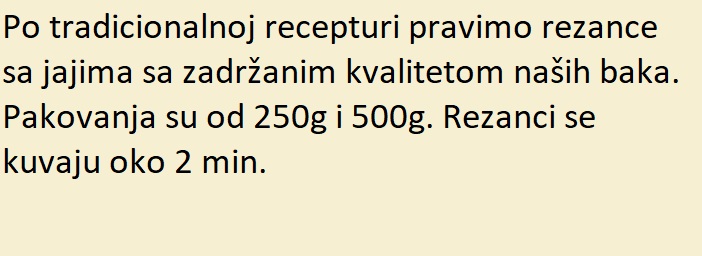 Po tradicionalnoj recepturi pravimo rezance
sa jajima sa zadržanim kvalitetom naših baka.
Pakovanja su od 250g i 500g. Rezanci se
kuvaju oko 2 min.